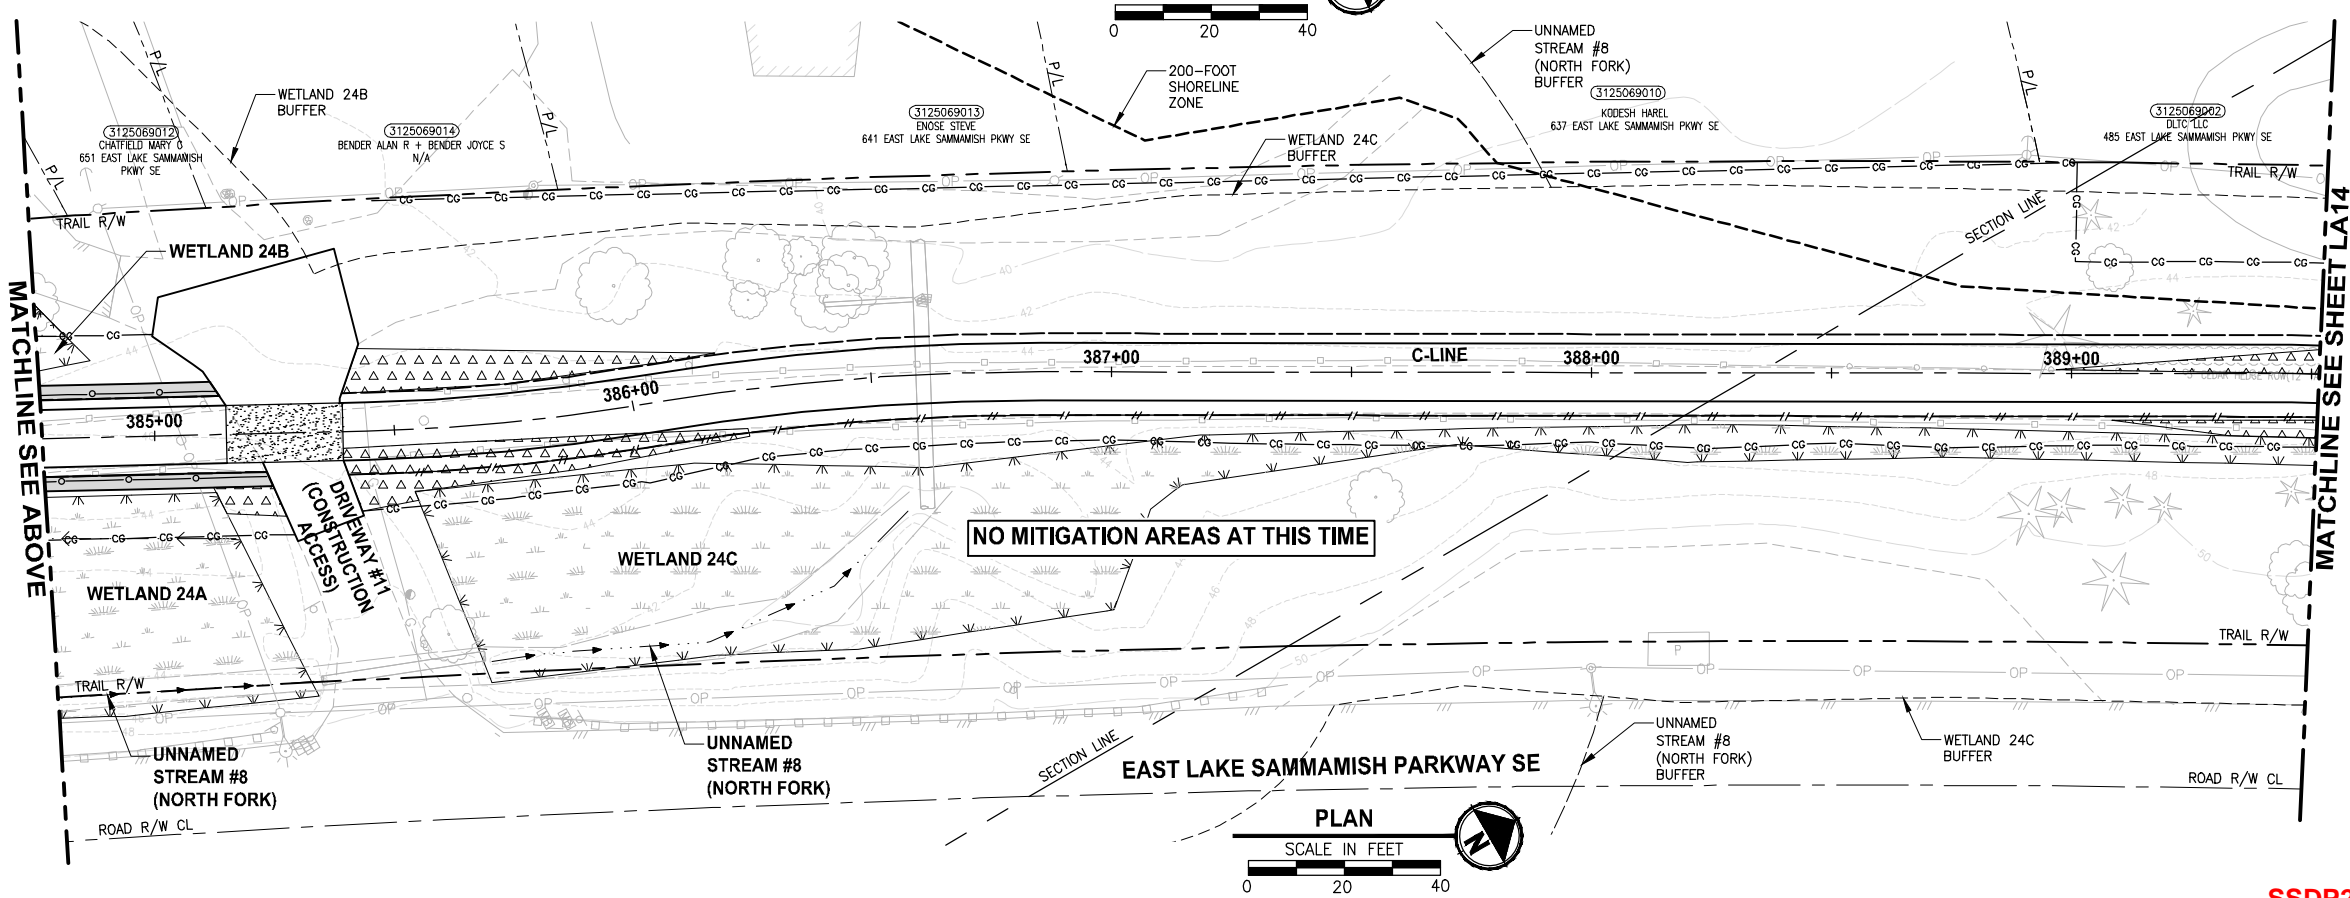 0 20 40
UNNAMED
STREAM #8
(NORTH FORK)
BUFFER
200-FOOT
SHORELINE
ZONE
WETLAND 24B
BUFFER
P/L
P/L
P/L
P/L
P/L
3125069012
CHATFIELD MARY C
651 EAST LAKE SAMMAMISH
PKWY SE
3125069014
BENDER ALAN R + BENDER JOYCE S
N/A
3125069013
ENOSE STEVE
641 EAST LAKE SAMMAMISH PKWY SE
3125069010
KODESH HAREL
637 EAST LAKE SAMMAMISH PKWY SE
3125069002
DLTC LLC
485 EAST LAKE SAMMAMISH PKWY SE
WETLAND 24C
BUFFER
TRAIL R/W
TRAIL R/W
SECTION LINE
WETLAND 24B
MATCHLINE SEE ABOVE
MATCHLINE SEE SHEET LA14
385+00
386+00
387+00
C-LINE
388+00
389+00
DRIVEWAY #11
(CONSTRUCTION
ACCESS)
NO MITIGATION AREAS AT THIS TIME
WETLAND 24A
WETLAND 24C
TRAIL R/W
TRAIL R/W
P
UNNAMED
STREAM #8
(NORTH FORK)
UNNAMED
STREAM #8
(NORTH FORK)
SECTION LINE
EAST LAKE SAMMAMISH PARKWAY SE
UNNAMED
STREAM #8
(NORTH FORK)
BUFFER
WETLAND 24C
BUFFER
ROAD R/W CL
ROAD R/W CL
PLAN
N
SCALE IN FEET
0 20 40